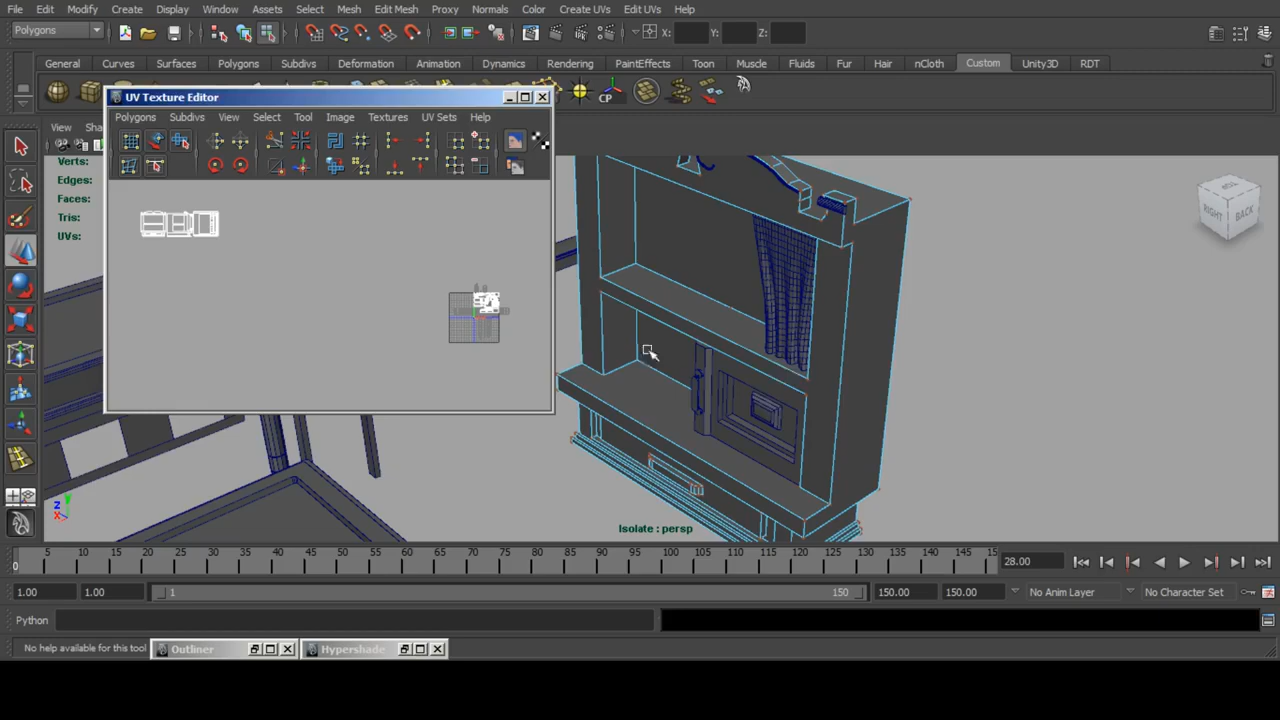 File Edit Modify Create Display Window Assets Select Mesh Edit Mesh Proxy Normals Color Create UVs Edit UVs Help
Polygons X: Y: Z:
General Curves Surfaces Polygons Subdivs Deformation Animation Dynamics Rendering PaintEffects Toon Muscle Fluids Fur Hair nCloth Custom Unity3D RDT
CP
UV Texture Editor
Polygons Subdivs View Select Tool Image Textures UV Sets Help
View Sha
Verts:
Edges:
Faces:
Tris:
UVs:
RIGHT BACK
Z
X
Isolate : persp
5 10 15 20 25 30 35 40 45 50 55 60 65 70 75 80 85 90 95 100 105 110 115 120 125 130 135 140 145 15
0
28.00
1.00 1.00 1 150 150.00 150.00 No Anim Layer No Character Set
Python
No help available for this tool Outliner Hypershade